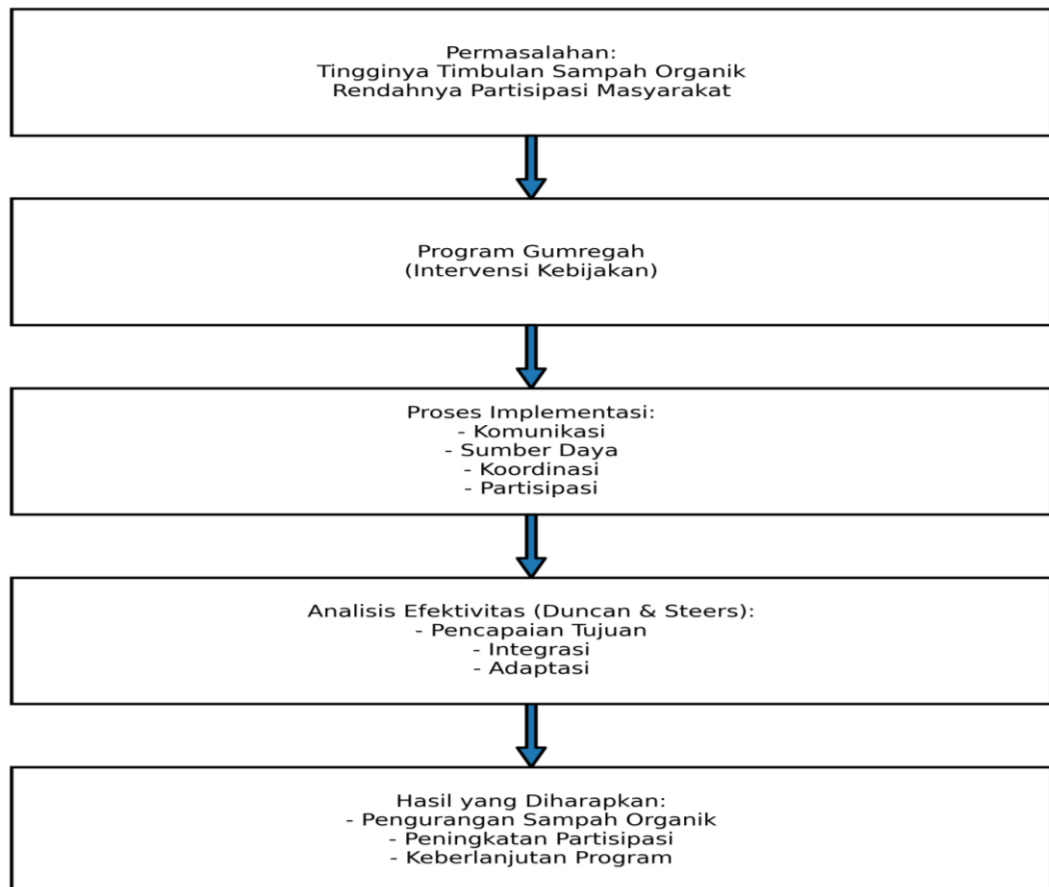 Permasalahan:
Tingginya Timbulan Sampah Organik
Rendahnya Partisipasi Masyarakat
Program Gumregah
(Intervensi Kebijakan)
Proses Implementasi:
- Komunikasi
- Sumber Daya
- Koordinasi
- Partisipasi
Analisis Efektivitas (Duncan & Steers):
- Pencapaian Tujuan
- Integrasi
- Adaptasi
Hasil yang Diharapkan:
- Pengurangan Sampah Organik
- Peningkatan Partisipasi
- Keberlanjutan Program